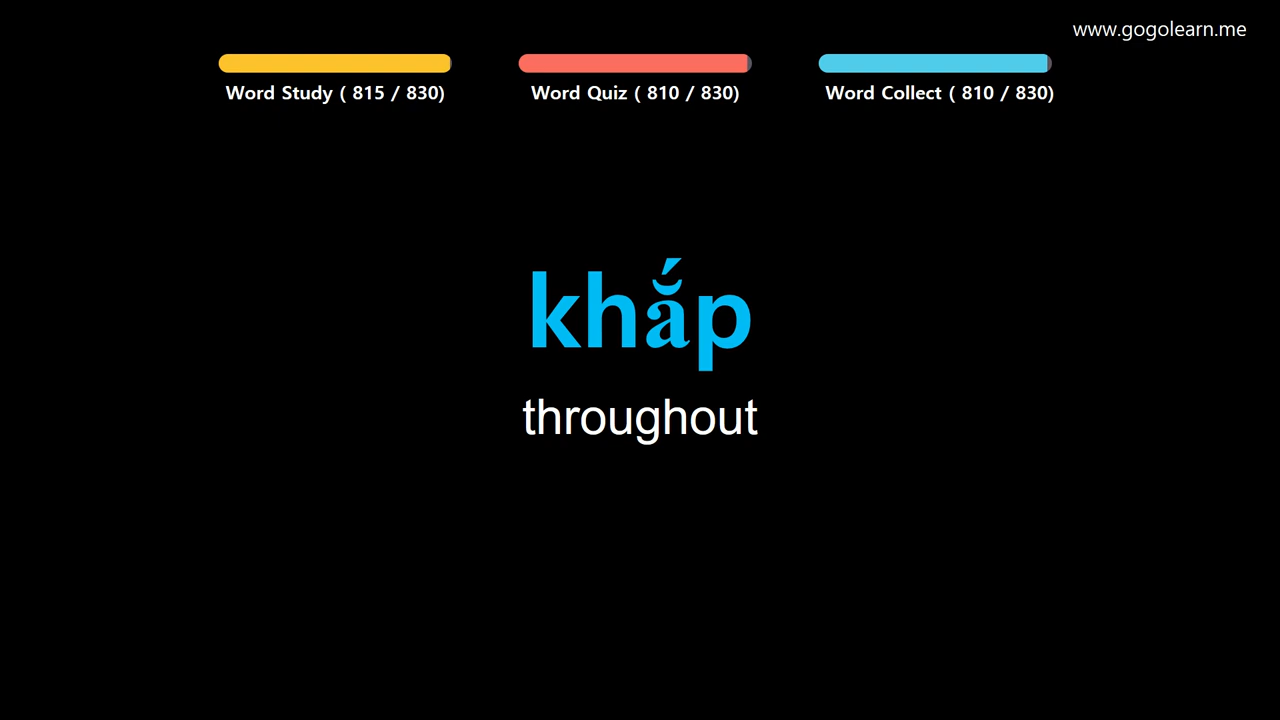 www.gogolearn.me
Word Study ( 815 / 830)
Word Quiz ( 810 / 830)
Word Collect ( 810 / 830)
khắp
throughout